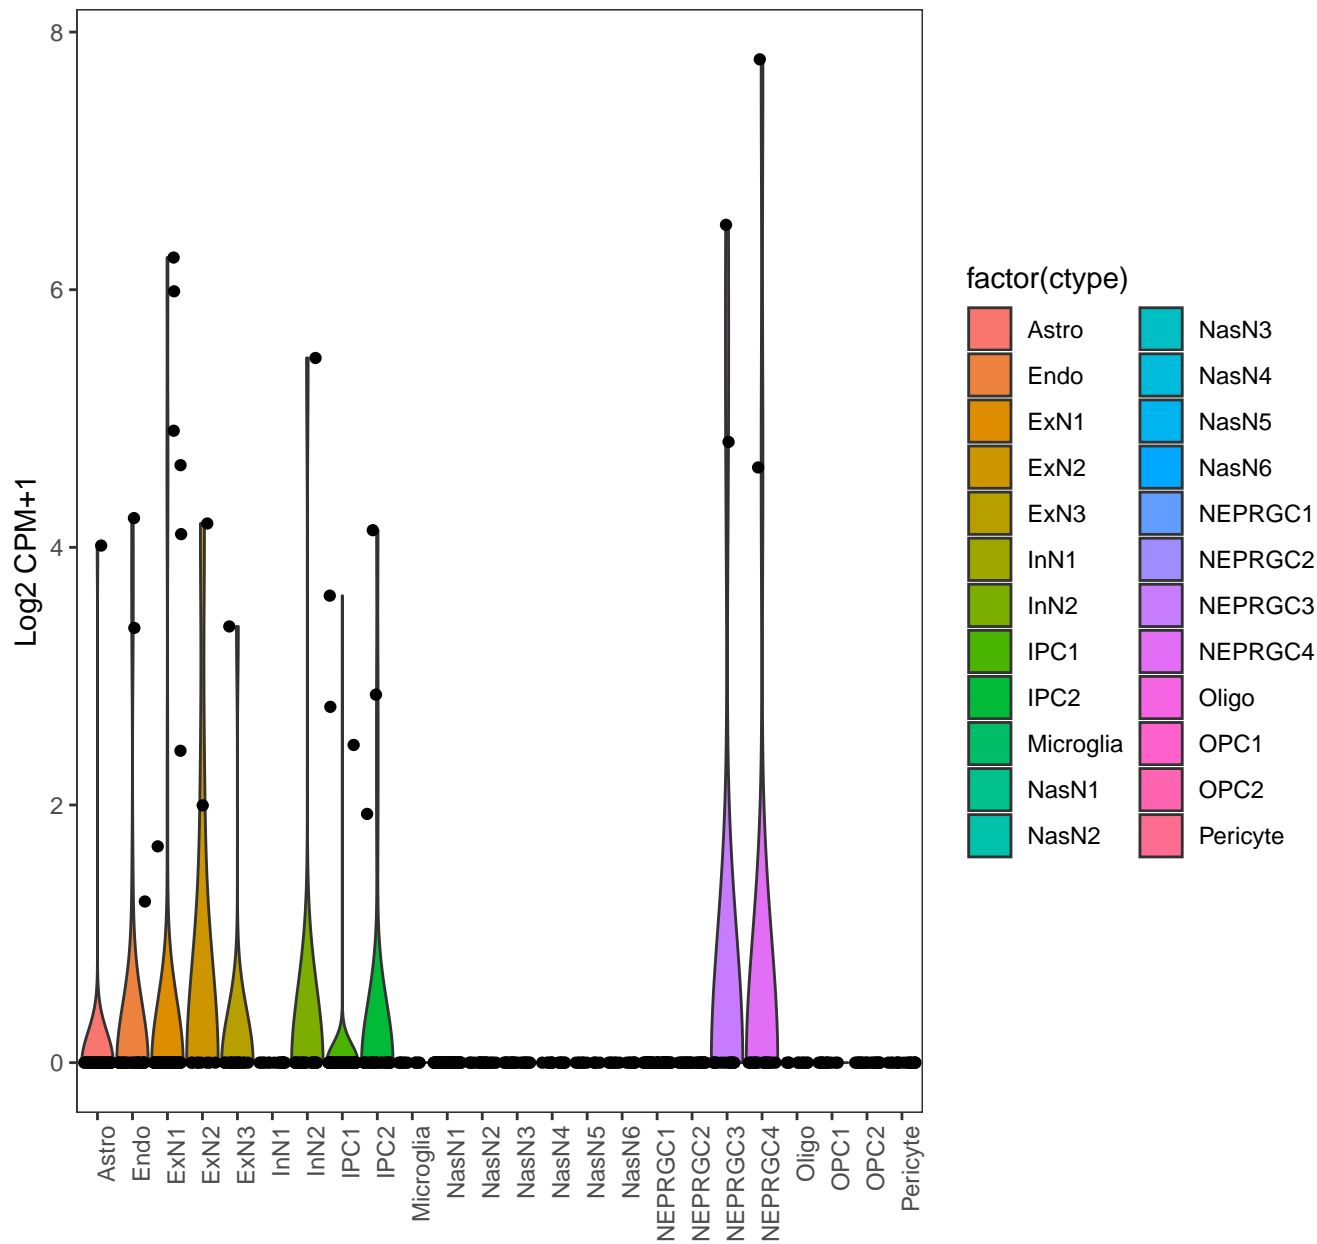 8
6
4
2
0
Log2 CPM+1
Astro
Endo
ExN1
ExN2
ExN3
InN1
InN2
IPC1
IPC2
Microglia
NasN1
NasN2
NasN3
NasN4
NasN5
NasN6
NEPRGC1
NEPRGC2
NEPRGC3
NEPRGC4
Oligo
OPC1
OPC2
Pericyte
factor(ctype)
Astro
Endo
ExN1
ExN2
ExN3
InN1
InN2
IPC1
IPC2
Microglia
NasN1
NasN2
NasN3
NasN4
NasN5
NasN6
NEPRGC1
NEPRGC2
NEPRGC3
NEPRGC4
Oligo
OPC1
OPC2
Pericyte